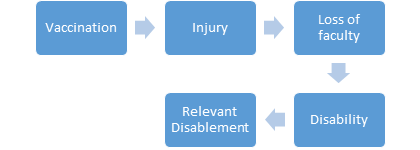 Vaccination
Injury
Loss of
faculty
Disability
Relevant
Disablement